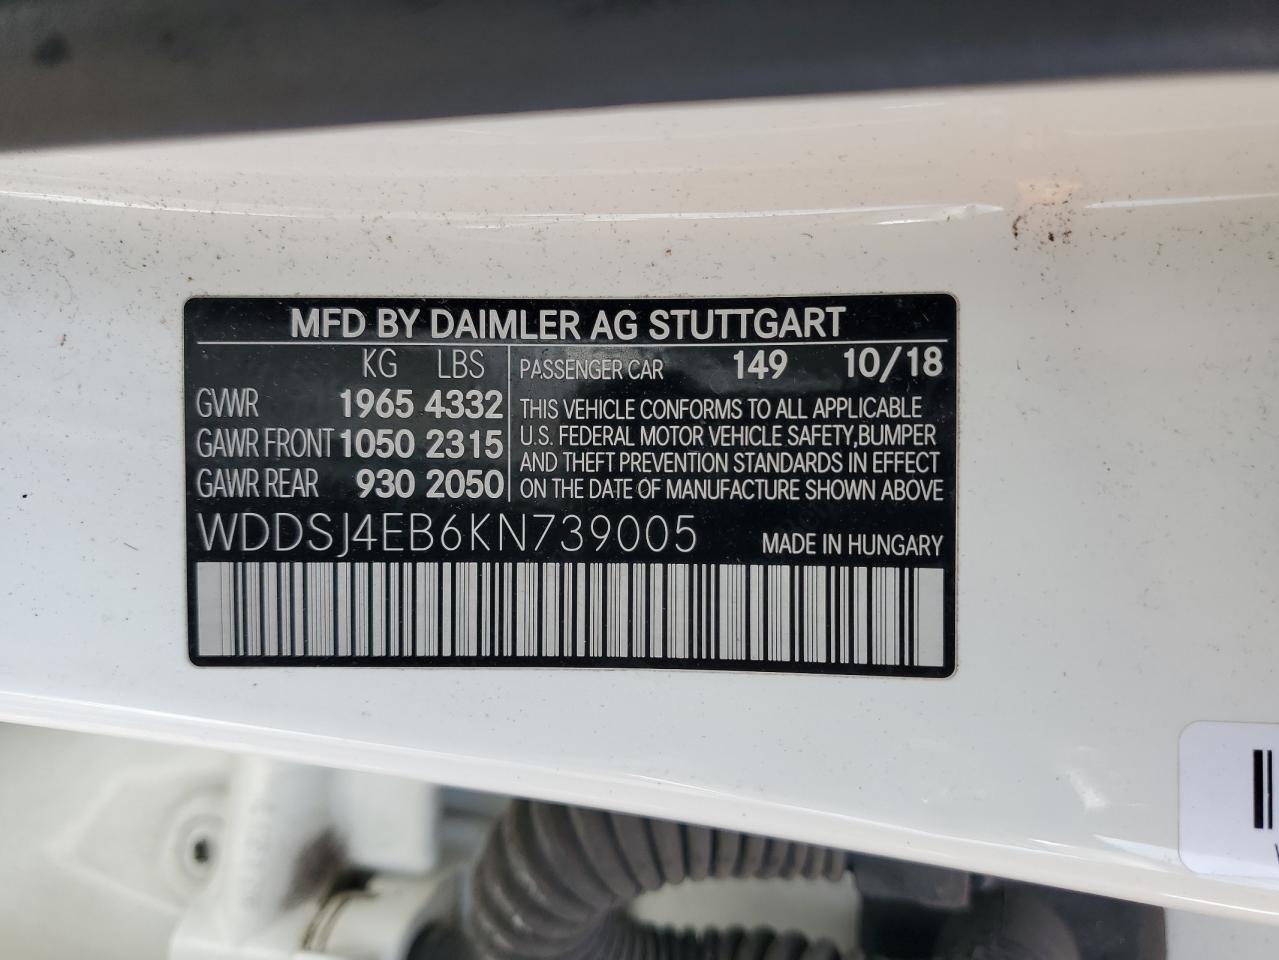 MFD BY DAIMLER AG STUTTGART
KG LBS
GVWR 1965 4332
GAWR FRONT 1050 2315
GAWR REAR 930 2050
PASSENGER CAR 149 10/18
THIS VEHICLE CONFORMS TO ALL APPLICABLE
U.S. FEDERAL MOTOR VEHICLE SAFETY, BUMPER
AND THEFT PREVENTION STANDARDS IN EFFECT
ON THE DATE OF MANUFACTURE SHOWN ABOVE
WDDSJ4EB6KN739005 MADE IN HUNGARY